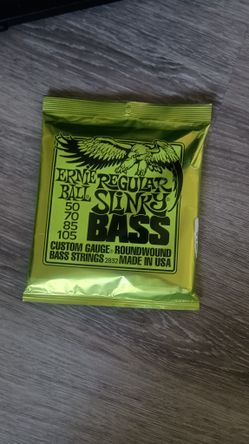 ERNIE BALL
REGULAR
SLINKY
BASS
50
70
85
105
CUSTOM GAUGE · ROUNDWOUND
BASS STRINGS 2832 MADE IN USA